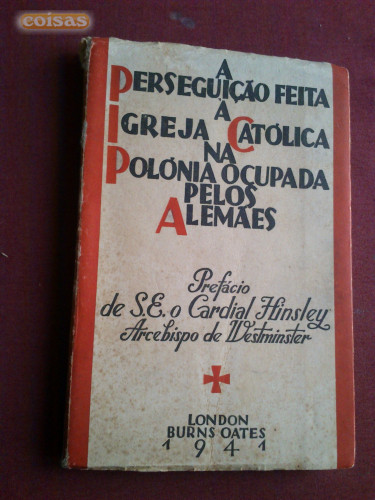 coisas
A
PERSEGUIÇÃO FEITA
Á
IGREJA CATÓLICA
NA
POLÓNIA OCUPADA
PELOS
ALEMÃES
Prefácio
de S.E. o Cardial Hinsley
Arcebispo de Westminster
LONDON
BURNS OATES
1941